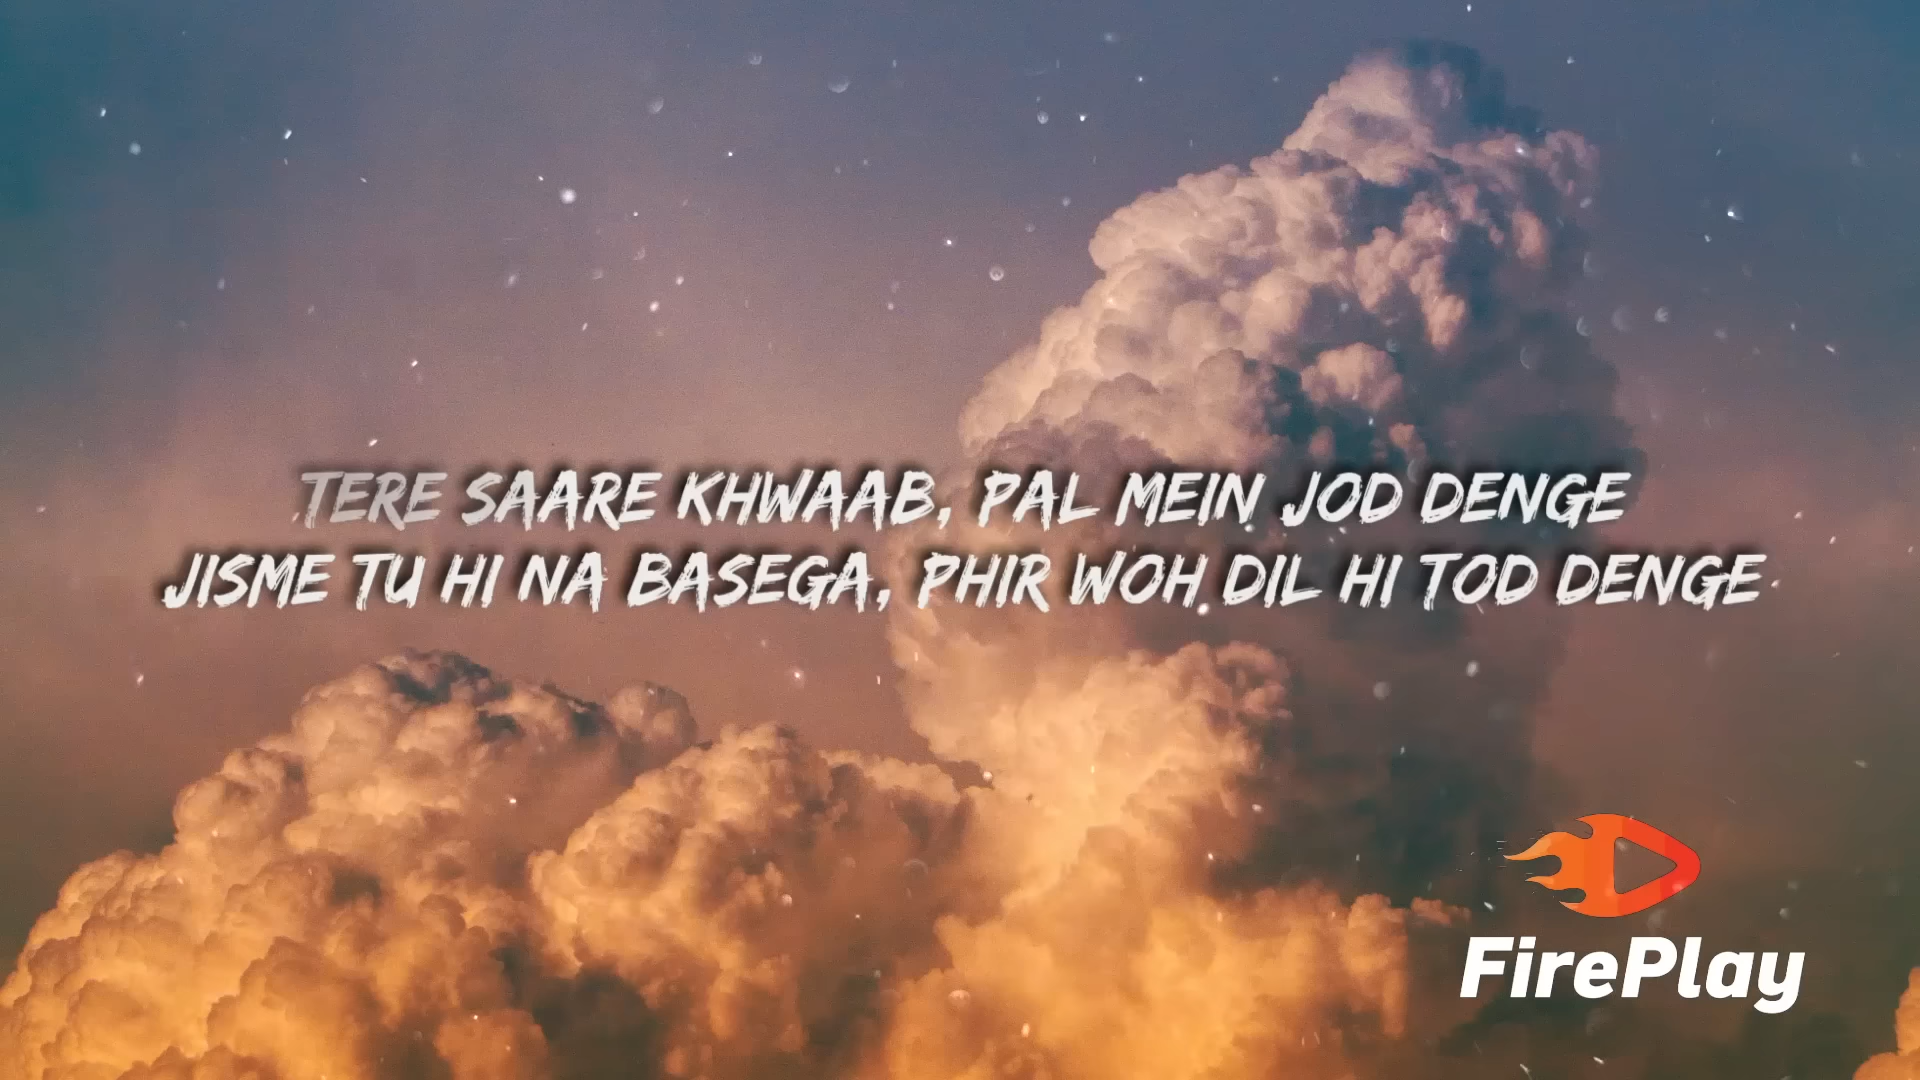 TERE SAARE KHWAAB, PAL MEIN JOD DENGE
JISME TU HI NA BASEGA, PHIR WOH DIL HI TOD DENGE
FirePlay